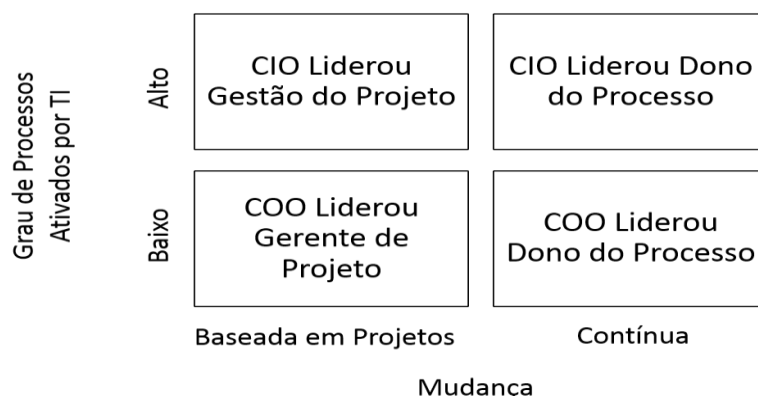 Grau de Processos
Ativados por TI
Alto
CIO Liderou
Gestão do Projeto
CIO Liderou Dono
do Processo
Baixo
COO Liderou
Gerente de
Projeto
COO Liderou
Dono do Processo
Baseada em Projetos
Contínua
Mudança